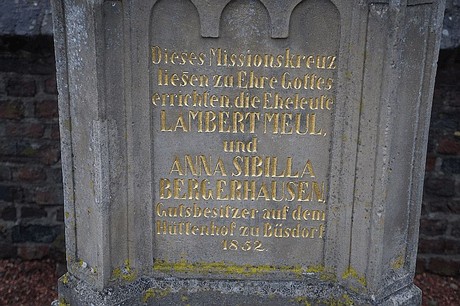 Dieses Missionskreuz
liesen zu Ehre Gottes
errichten, die Eheleute
LAMBERT MEUL,
und
ANNA SIBILLA
BERGERHAUSEN,
Gutsbesitzer auf dem
Hüttenhof zu Büsdorf
1852